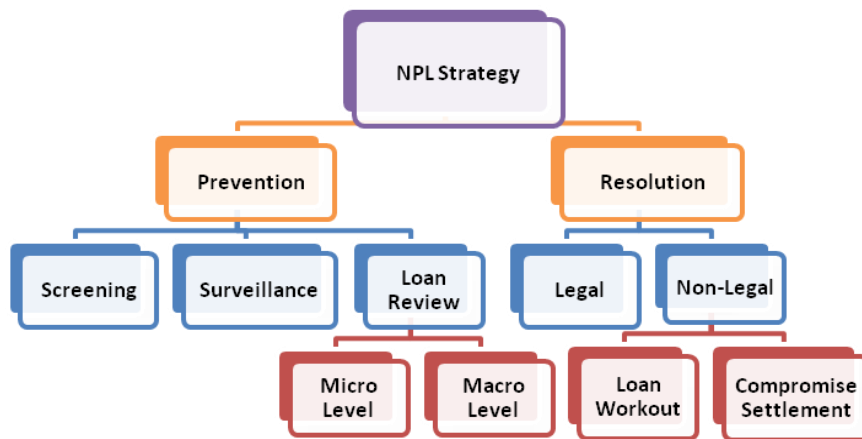 NPL Strategy
Prevention
Resolution
Screening
Surveillance
Loan
Review
Legal
Non-Legal
Micro
Level
Macro
Level
Loan
Workout
Compromise
Settlement